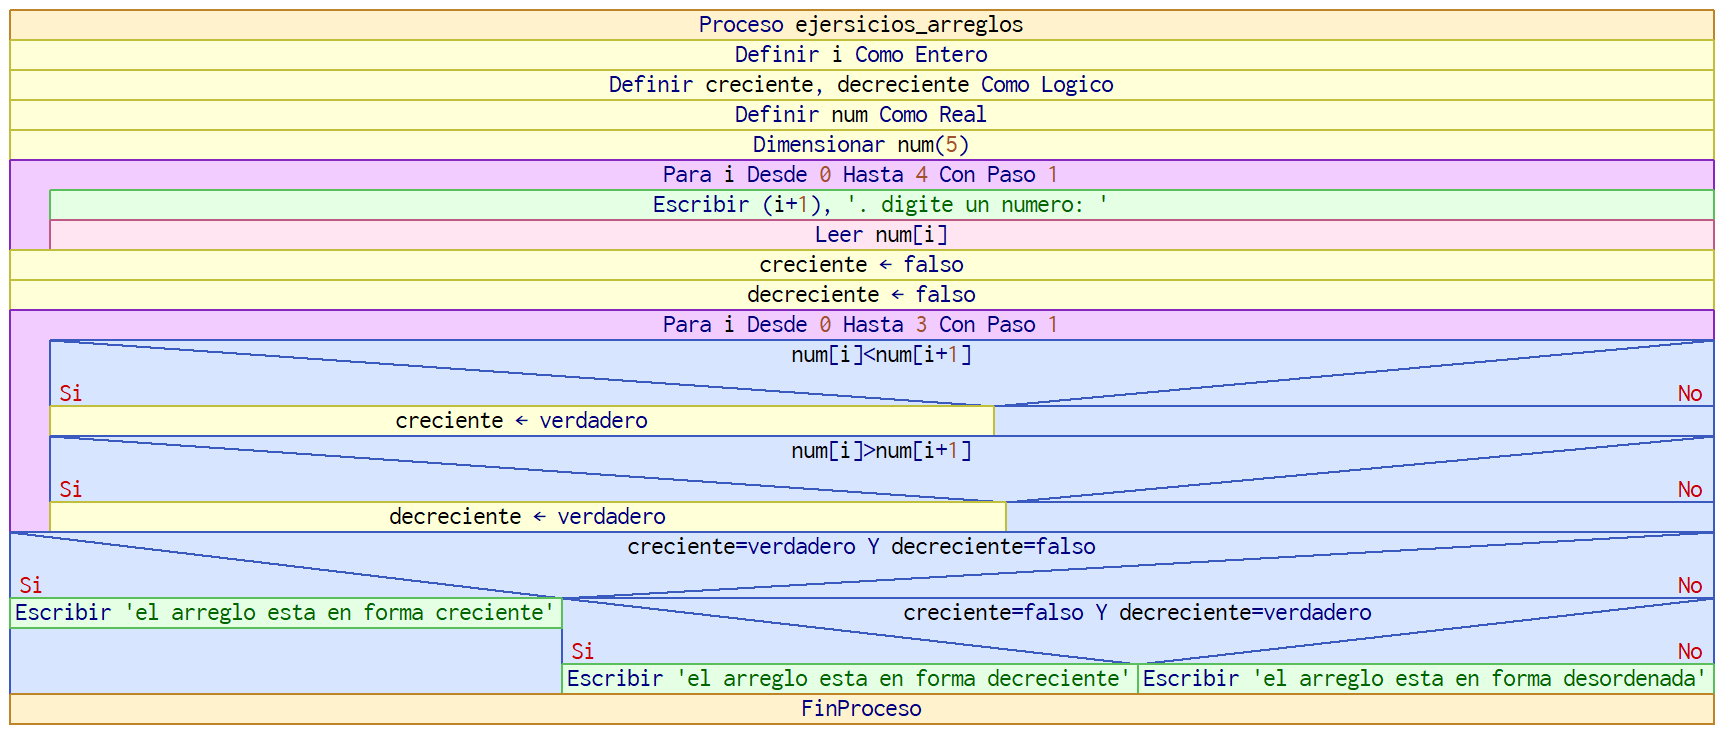 Proceso ejersicios_arreglos
Definir i Como Entero
Definir creciente, decreciente Como Logico
Definir num Como Real
Dimensionar num(5)
Para i Desde 0 Hasta 4 Con Paso 1
Escribir (i+1), '. digite un numero: '
Leer num[i]
creciente ← falso
decreciente ← falso
Para i Desde 0 Hasta 3 Con Paso 1
num[i]<num[i+1]
Si No
creciente ← verdadero
num[i]>num[i+1]
Si No
decreciente ← verdadero
creciente=verdadero Y decreciente=falso
Si No
Escribir 'el arreglo esta en forma creciente'
creciente=falso Y decreciente=verdadero
Si No
Escribir 'el arreglo esta en forma decreciente'
Escribir 'el arreglo esta en forma desordenada'
FinProceso